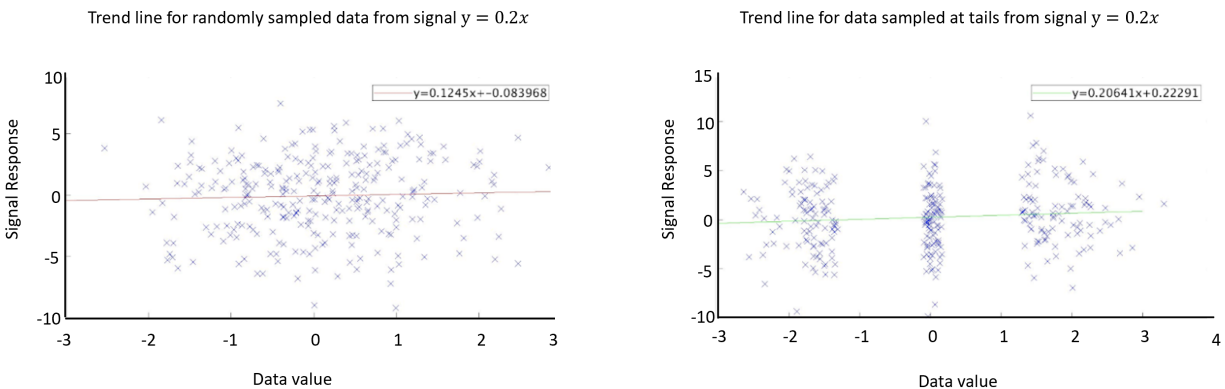 Trend line for randomly sampled data from signal y = 0.2x
y=0.1245x+-0.083968
Signal Response
10
5
0
-5
-10
-3 -2 -1 0 1 2 3
Data value
Trend line for data sampled at tails from signal y = 0.2x
y=0.20641x+0.22291
Signal Response
15
10
5
0
-5
-10
-3 -2 -1 0 1 2 3 4
Data value